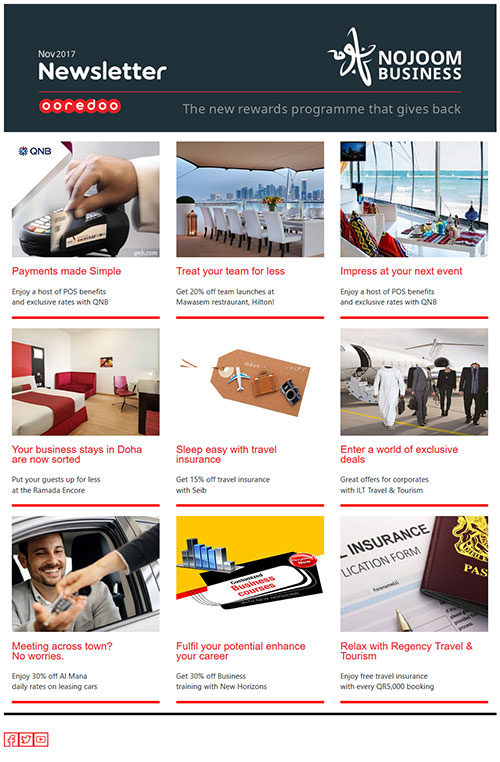 Nov 2017
Newsletter
ooredoo
NOJOOM
BUSINESS
The new rewards programme that gives back
QNB
qnb.com
Payments made Simple
Enjoy a host of POS benefits
and exclusive rates with QNB
Treat your team for less
Get 20% off team launches at
Mawasem restraurant, Hilton!
Impress at your next event
Enjoy a host of POS benefits
and exclusive rates with QNB
Your business stays in Doha
are now sorted
Put your guests up for less
at the Ramada Encore
Sleep easy with travel
insurance
Get 15% off travel insurance
with Seib
Enter a world of exclusive
deals
Great offers for corporates
with ILT Travel & Tourism
Meeting across town?
No worries.
Enjoy 30% off Al Mana
daily rates on leasing cars
Customized
Business
courses
Now
WITH NEW HORIZONS
Fulfil your potential enhance
your career
Get 30% off Business
training with New Horizons
L INSURANCE
LICATION FORM
Forename(s)
PAS
Relax with Regency Travel &
Tourism
Enjoy free travel insurance
with every QR5,000 booking